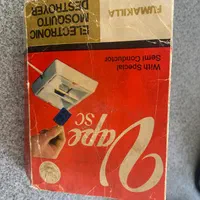 Vape
SC
With Special
Semi Conductor
ELECTRONIC
MOSQUITO
DESTROYER
FUMAKILLA